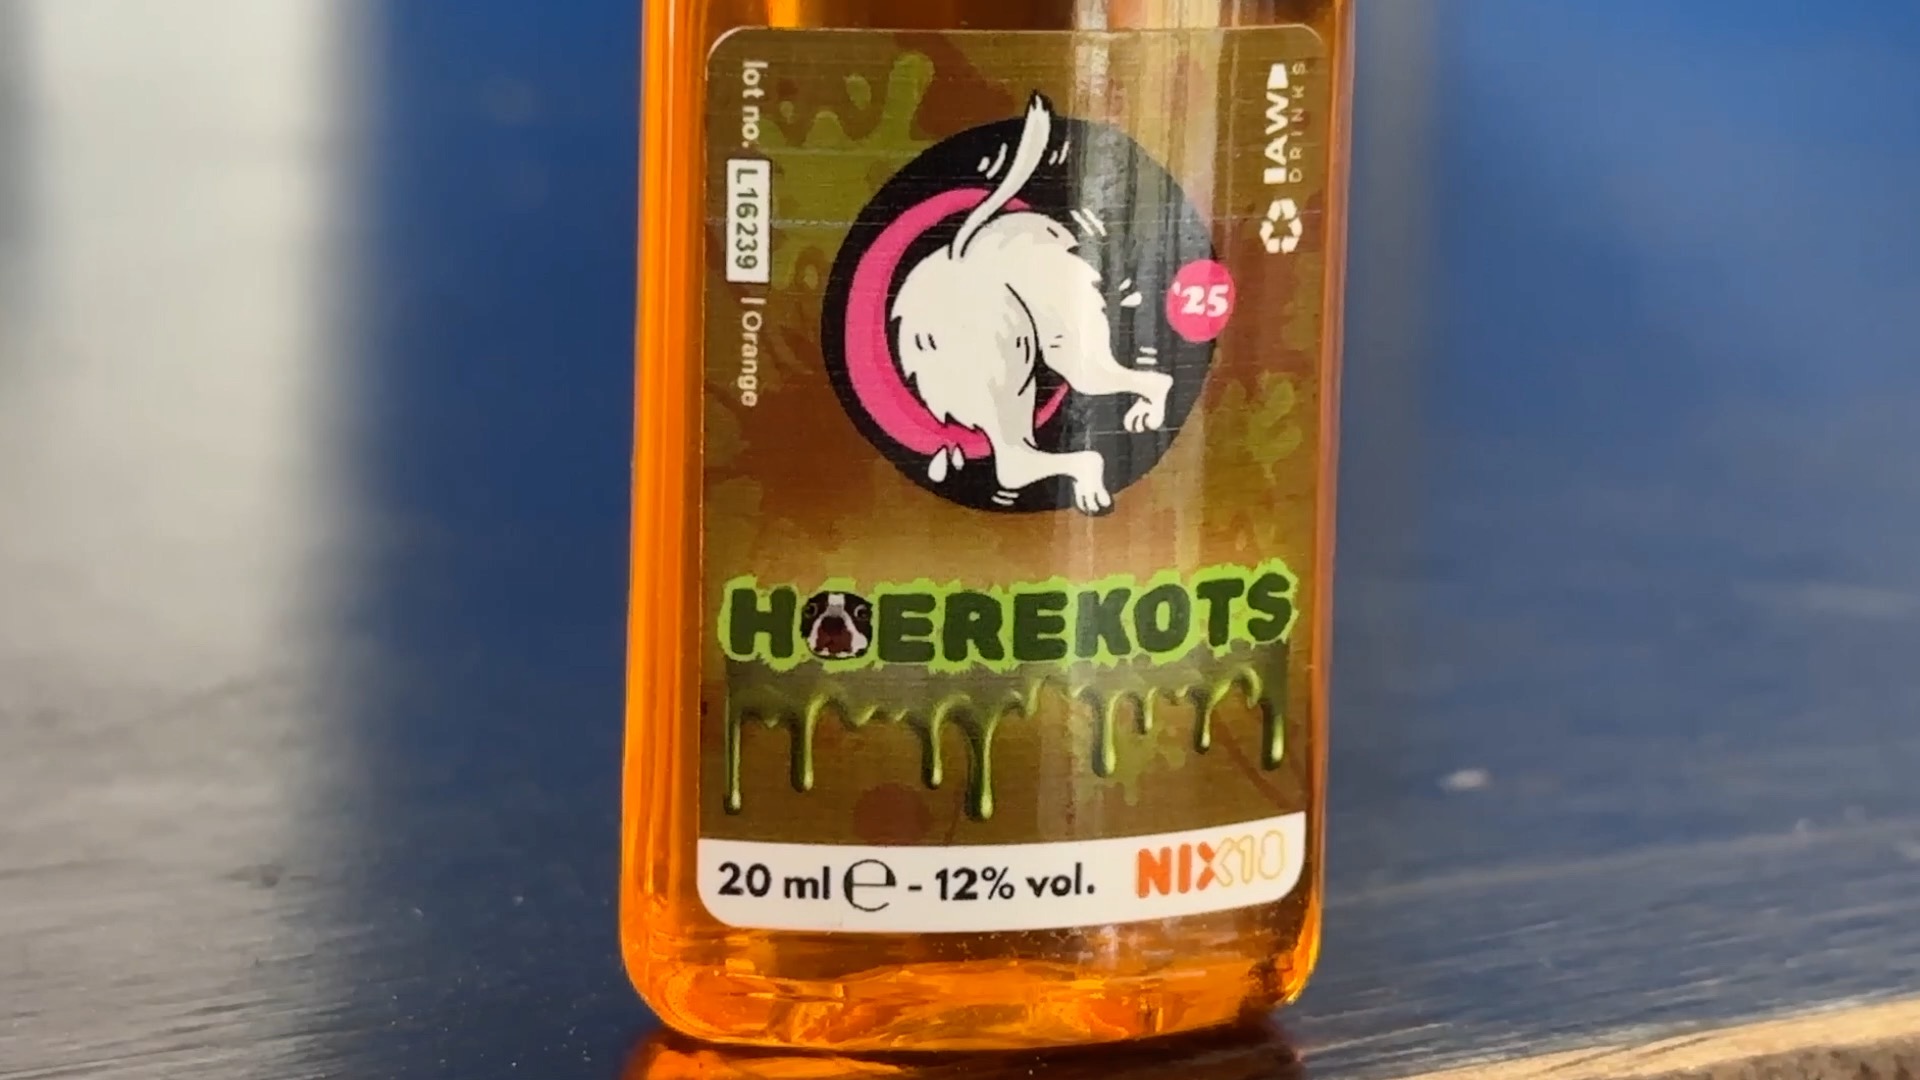 lot no. L16239 | Orange
IAW
DRINKS
'25
HOEREKOTS
20 ml e - 12% vol.
NIX18